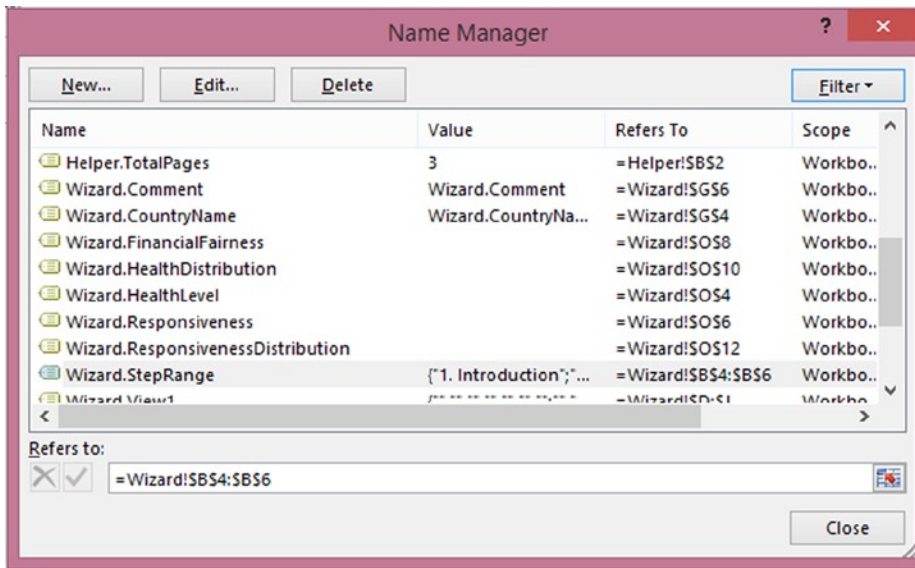 Name Manager
?
×
New... Edit... Delete Filter
Name Value Refers To Scope
Helper.TotalPages 3 =Helper!$B$2 Workbo..
Wizard.Comment Wizard.Comment =Wizard!$G$6 Workbo..
Wizard.CountryName Wizard.CountryNa... =Wizard!$G$4 Workbo..
Wizard.FinancialFairness =Wizard!$O$8 Workbo..
Wizard.HealthDistribution =Wizard!$O$10 Workbo..
Wizard.HealthLevel =Wizard!$O$4 Workbo..
Wizard.Responsiveness =Wizard!$O$6 Workbo..
Wizard.ResponsivenessDistribution =Wizard!$O$12 Workbo..
Wizard.StepRange {"1. Introduction";"... =Wizard!$B$4:$B$6 Workbo..
Wizard.View1 Workbo
Refers to:
=Wizard!$B$4:$B$6
Close